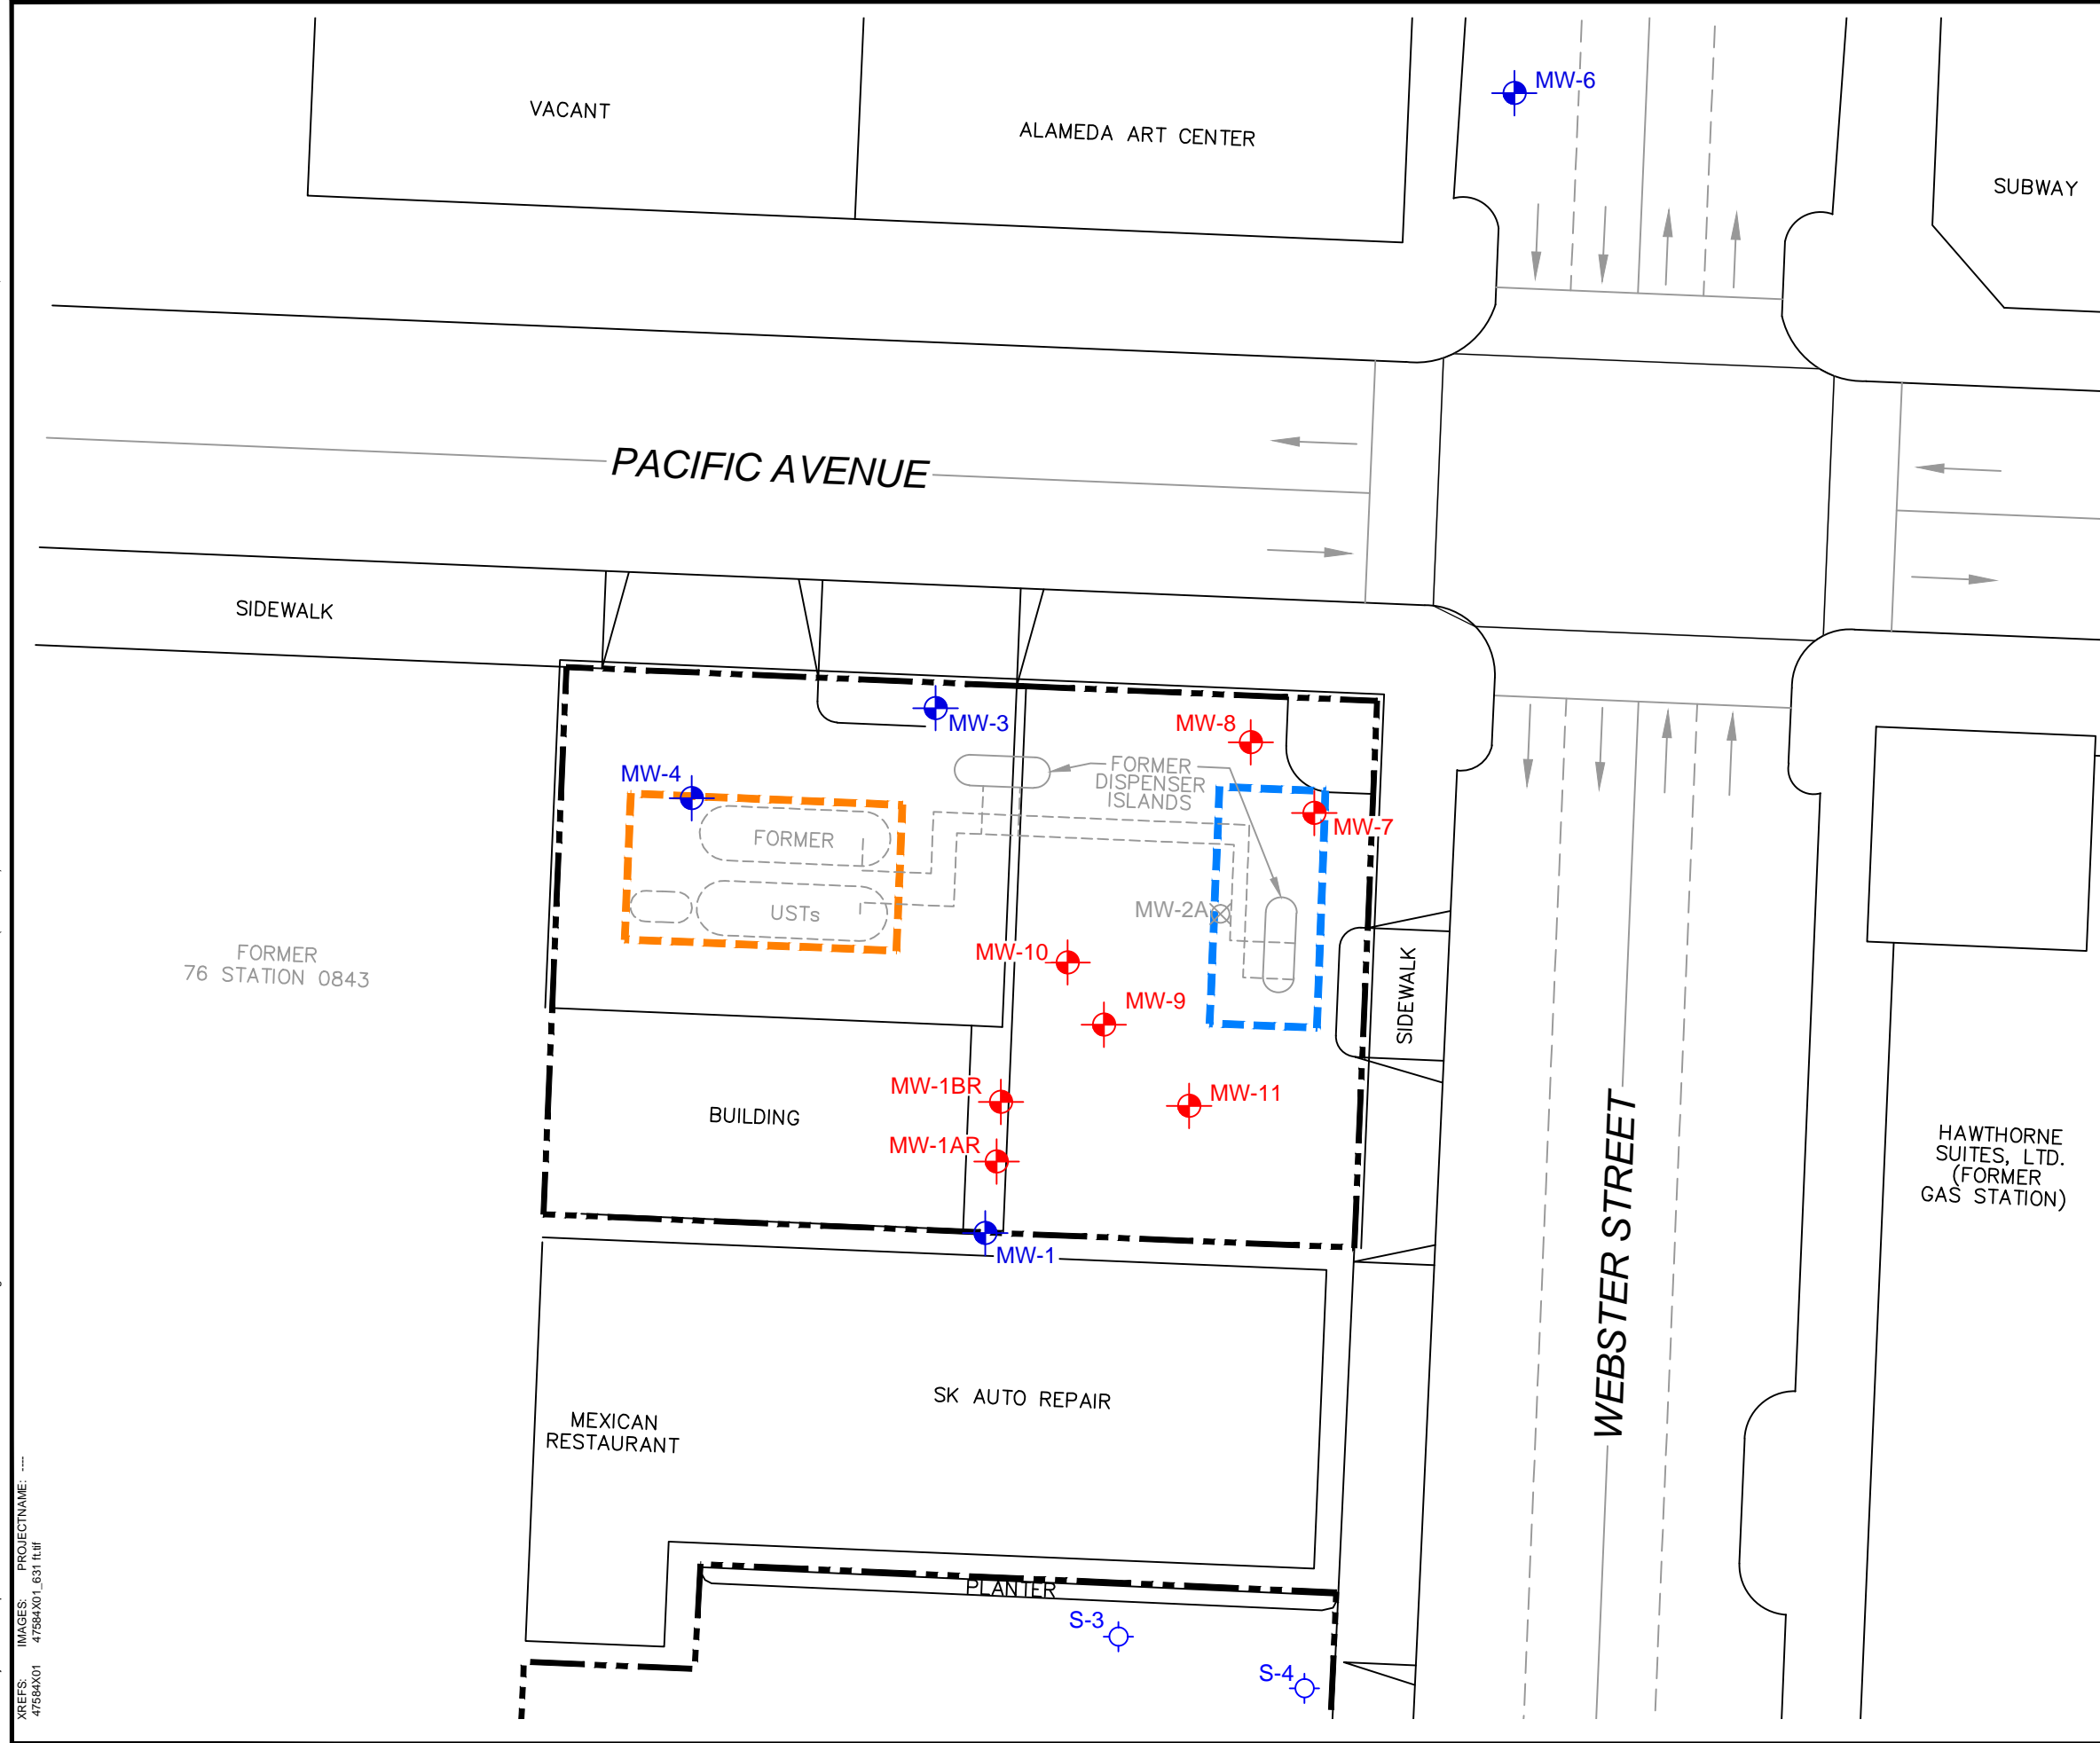 MW-6
VACANT
ALAMEDA ART CENTER
SUBWAY
PACIFIC AVENUE
SIDEWALK
MW-3
MW-8
MW-4
FORMER
DISPENSER
ISLANDS
MW-7
FORMER
USTs
MW-2A
MW-10
FORMER
76 STATION 0843
MW-9
SIDEWALK
MW-1BR
MW-11
BUILDING
MW-1AR
HAWTHORNE
SUITES, LTD.
(FORMER
GAS STATION)
WEBSTER STREET
MW-1
SK AUTO REPAIR
MEXICAN
RESTAURANT
PLANTER
S-3
S-4
XREFS: IMAGES: PROJECTNAME: ----
47584X01 47584X01_6311 ft.tif